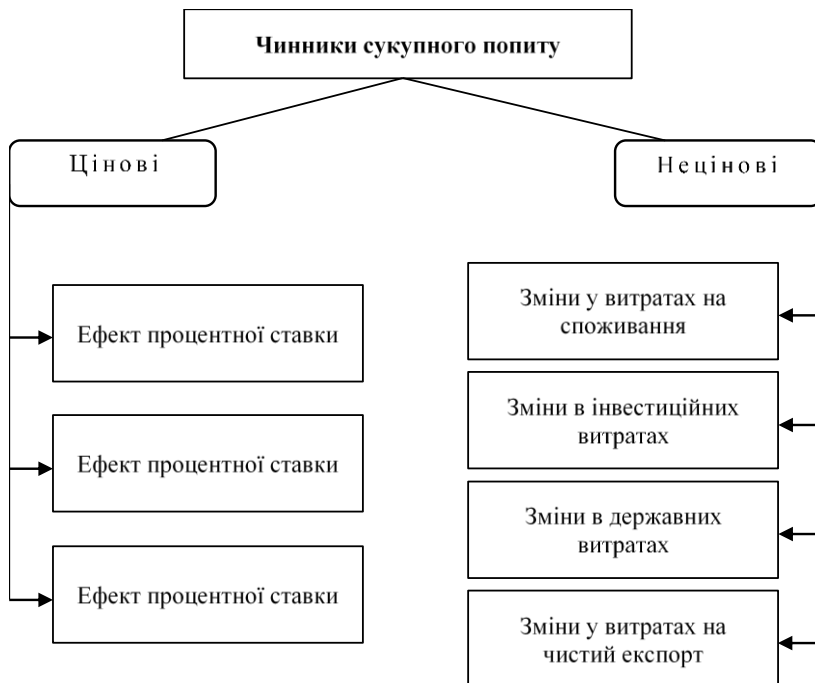 Чинники сукупного попиту
Цінові
Нецінові
Ефект процентної ставки
Ефект процентної ставки
Ефект процентної ставки
Зміни у витратах на
споживання
Зміни в інвестиційних
витратах
Зміни в державних
витратах
Зміни у витратах на
чистий експорт